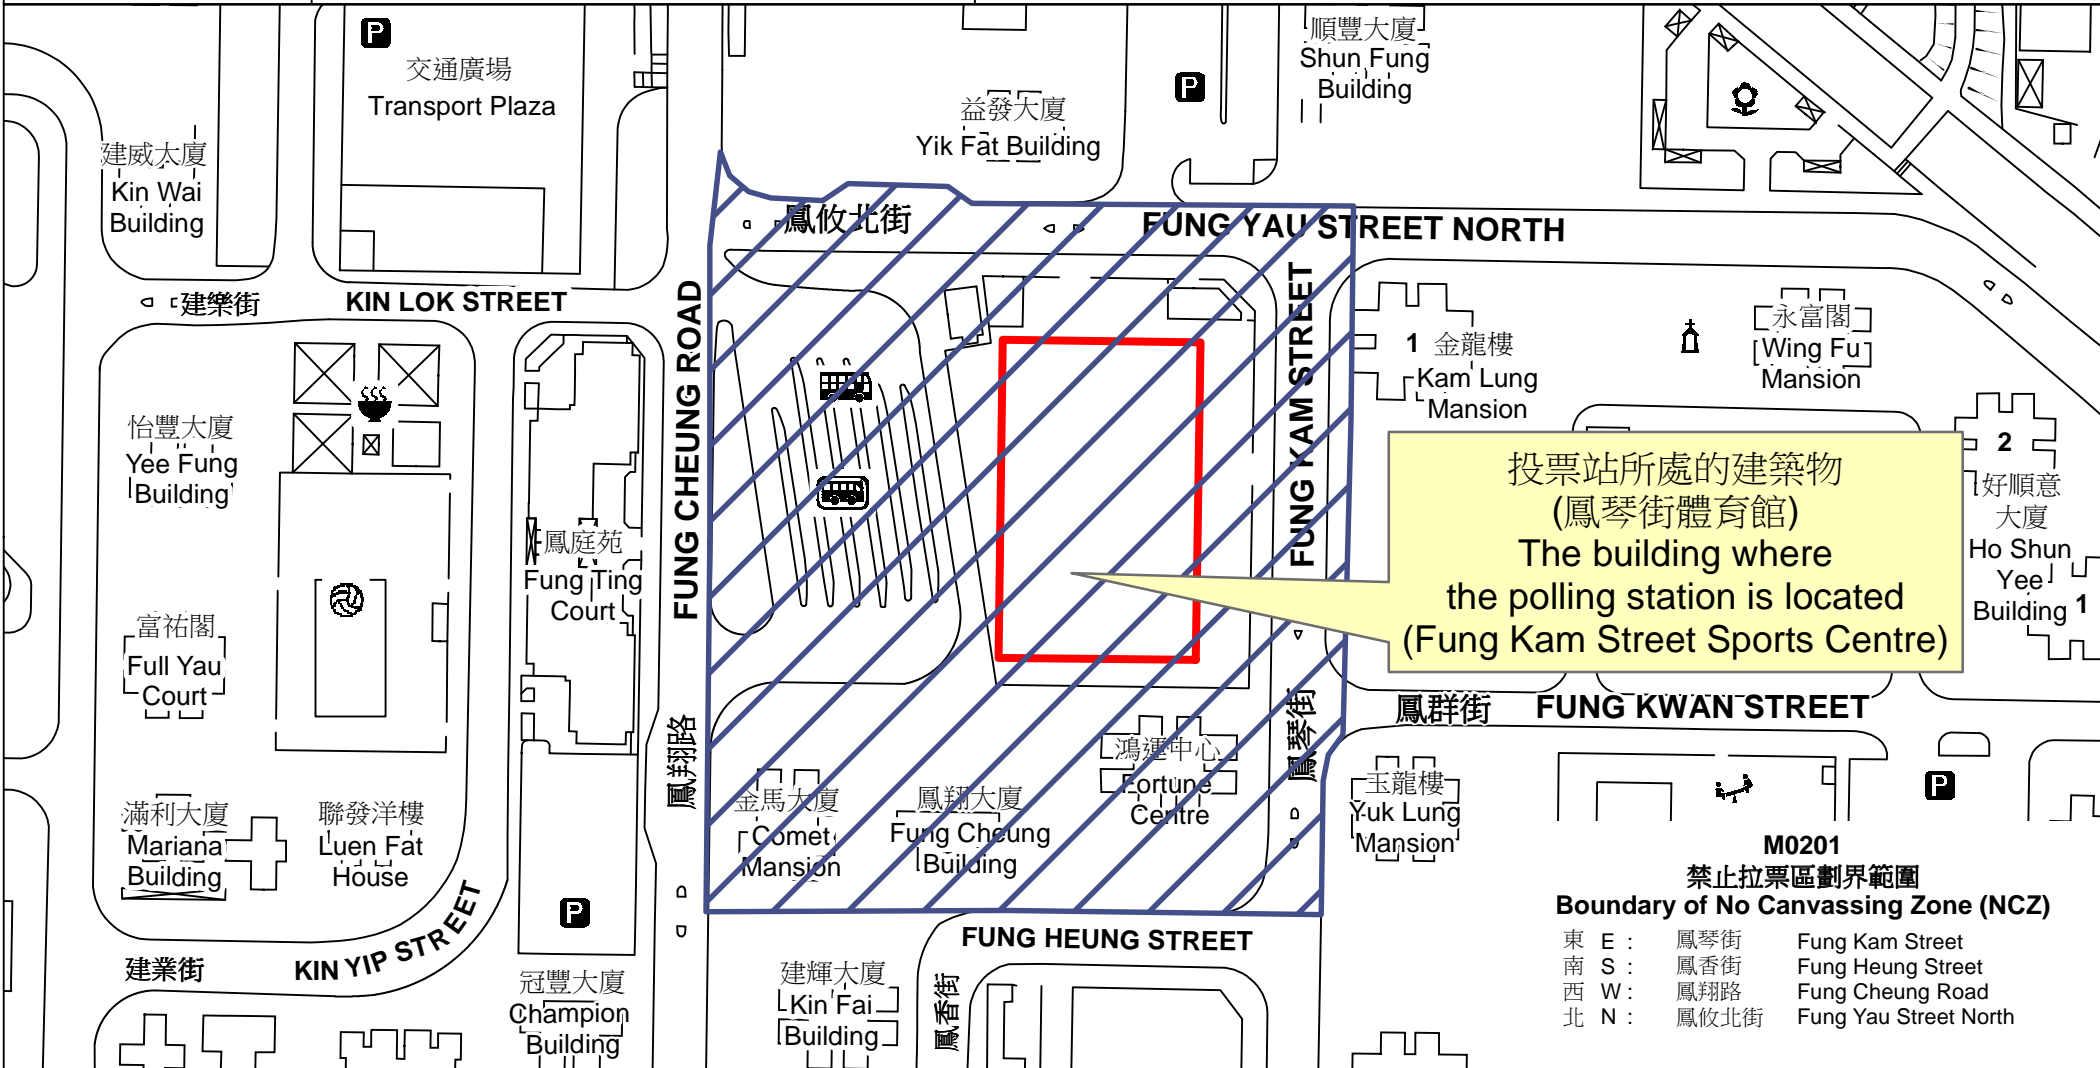 P
交通廣場
Transport Plaza
順豐大廈
Shun Fung
Building
P
益發大廈
Yik Fat Building
建威大廈
Kin Wai
Building
鳳攸北街
FUNG YAU STREET NORTH
建樂街
KIN LOK STREET
FUNG CHEUNG ROAD
鳳翔路
FUNG KAM STREET
鳳琴街
1
金龍樓
Kam Lung
Mansion
永富閣
Wing Fu
Mansion
怡豐大廈
Yee Fung
Building
鳳庭苑
Fung Ting
Court
投票站所處的建築物
(鳳琴街體育館)
The building where
the polling station is located
(Fung Kam Street Sports Centre)
2
好順意
大廈
Ho Shun
Yee
Building
1
富祐閣
Full Yau
Court
鳳群街
FUNG KWAN STREET
滿利大廈
Mariana
Building
聯發洋樓
Luen Fat
House
金馬大廈
Comet
Mansion
鳳翔大廈
Fung Cheung
Building
鴻運中心
Fortune
Centre
玉龍樓
Yuk Lung
Mansion
P
P
建業街
KIN YIP STREET
冠豐大廈
Champion
Building
建輝大廈
Kin Fai
Building
FUNG HEUNG STREET
鳳香街
M0201
禁止拉票區劃界範圍
Boundary of No Canvassing Zone (NCZ)
東 E : 鳳琴街 Fung Kam Street
南 S : 鳳香街 Fung Heung Street
西 W : 鳳翔路 Fung Cheung Road
北 N : 鳳攸北街 Fung Yau Street North